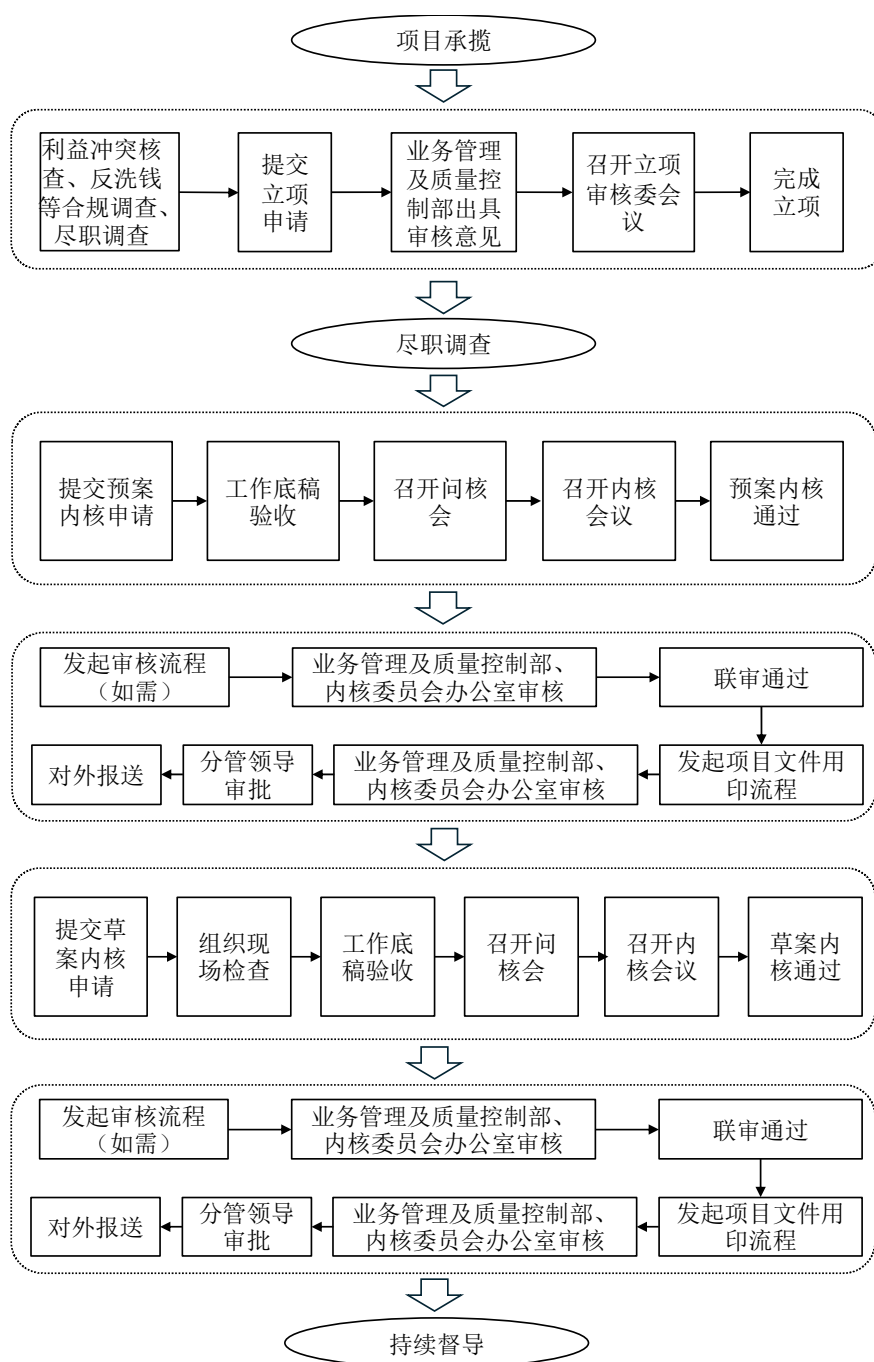 项目承揽
利益冲突核
查、反洗钱
等合规调查、
尽职调查
提交
立项
申请
业务管理
及质量控
制部出具
审核意见
召开立项
审核委会
议
完成
立项
尽职调查
提交预案
内核申请
工作底稿
验收
召开问核
会
召开内核
会议
预案内核
通过
发起审核流程
（如需）
业务管理及质量控制部、
内核委员会办公室审核
联审通过
发起项目文件用
印流程
业务管理及质量控制部、
内核委员会办公室审核
分管领导
审批
对外报送
提交草
案内核
申请
组织现
场检查
工作底
稿验收
召开问
核会
召开内
核会议
草案内
核通过
发起审核流程
（如需）
业务管理及质量控制部、
内核委员会办公室审核
联审通过
发起项目文件用
印流程
业务管理及质量控制部、
内核委员会办公室审核
分管领导
审批
对外报送
持续督导